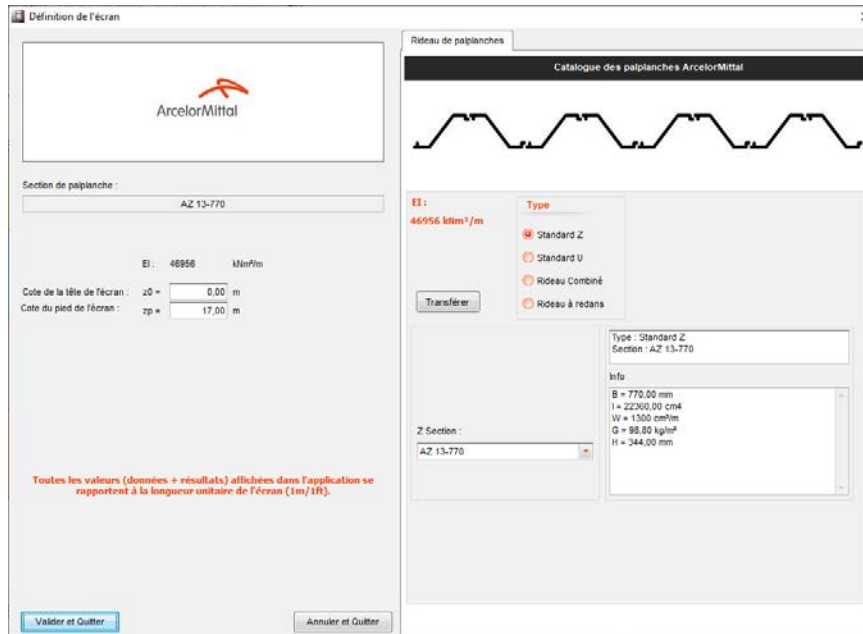 Définition de l'écran
ArcelorMittal
Section de palplanche :
AZ 13-770
EI : 46956 kNm²/m
Cote de la tête de l'écran : z0 = 0,00 m
Cote du pied de l'écran : zp = 17,00 m
Toutes les valeurs (données + résultats) affichées dans l'application se
rapportent à la longueur unitaire de l'écran (1m/1ft).
Valider et Quitter
Annuler et Quitter
Rideau de palplanches
Catalogue des palplanches ArcelorMittal
EI :
46956 kNm²/m
Transférer
Type
Standard Z
Standard U
Rideau Combiné
Rideau à redans
Z Section :
AZ 13-770
Type : Standard Z
Section : AZ 13-770
Info
B = 770,00 mm
I = 22360,00 cm4
W = 1300 cm³/m
G = 98,80 kg/m²
H = 344,00 mm